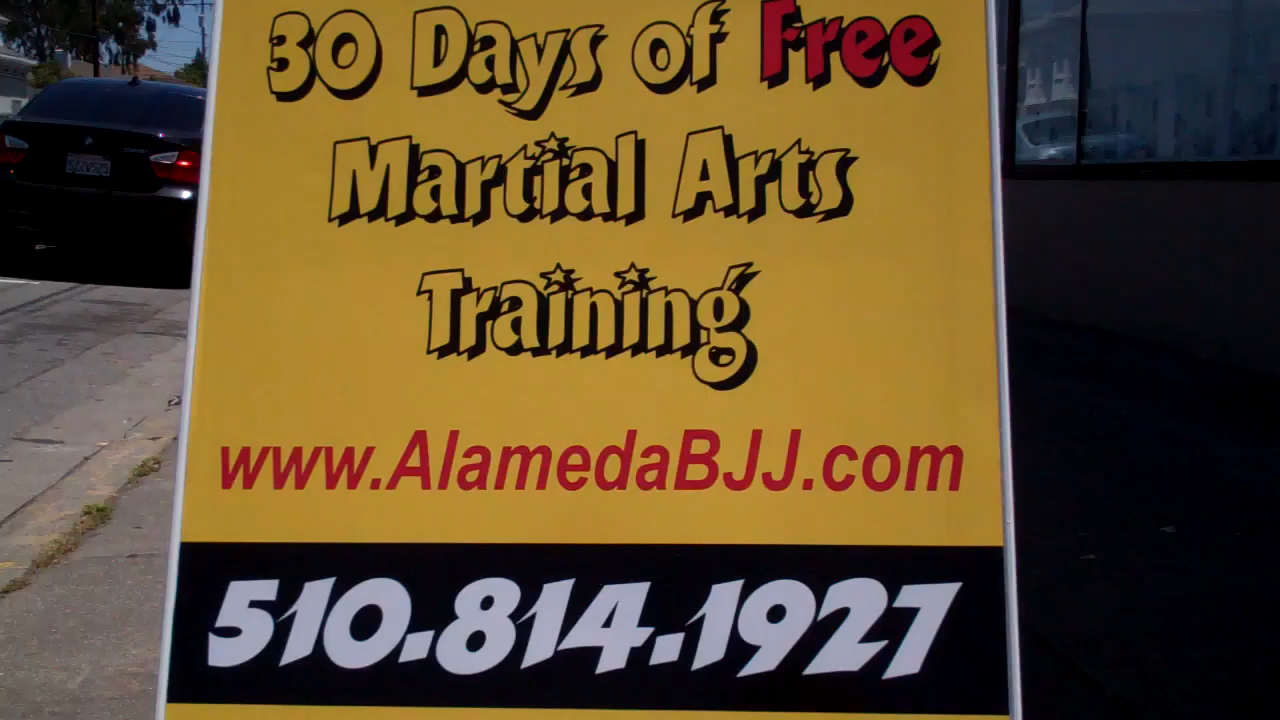 30 Days of Free
Martial Arts
Training
www.AlamedaBJJ.com
510.814.1927